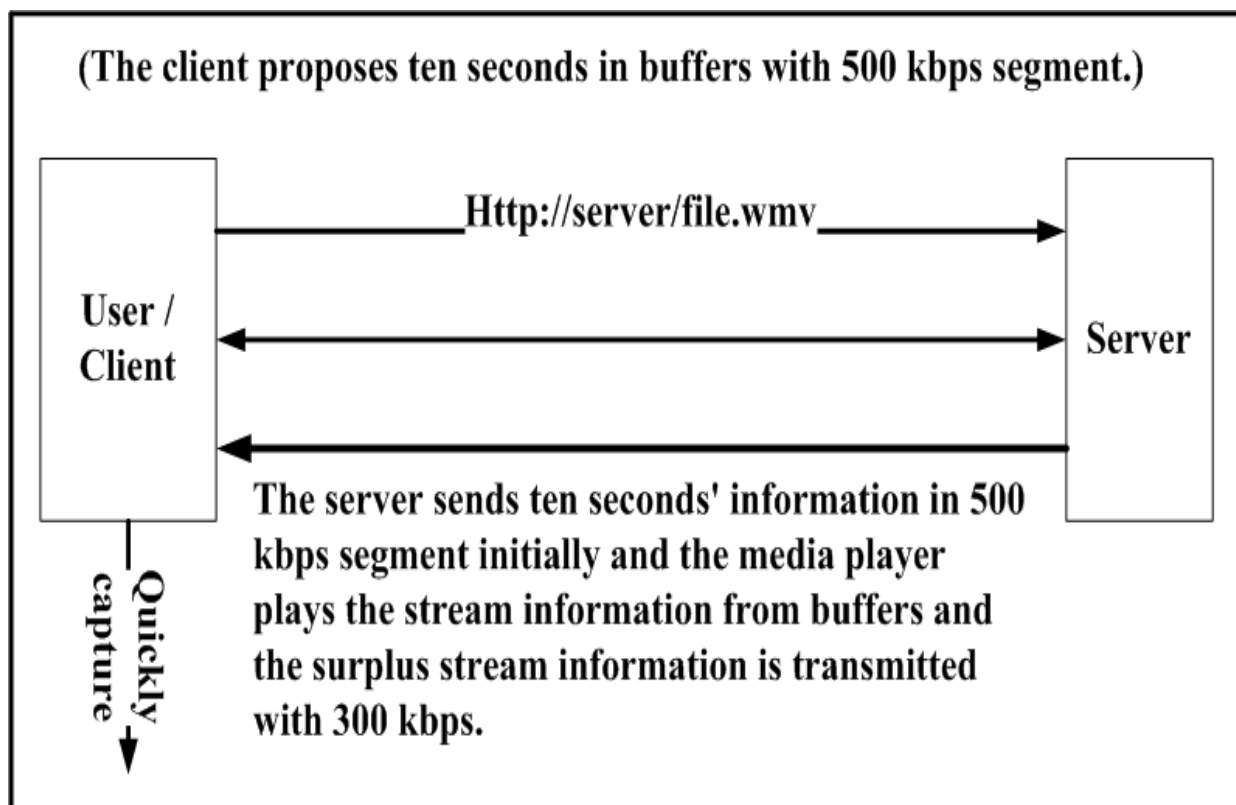 (The client proposes ten seconds in buffers with 500 kbps segment.)
Http://server/file.wmv
User /
Client
Server
The server sends ten seconds' information in 500
kbps segment initially and the media player
plays the stream information from buffers and
the surplus stream information is transmitted
with 300 kbps.
Quickly
capture